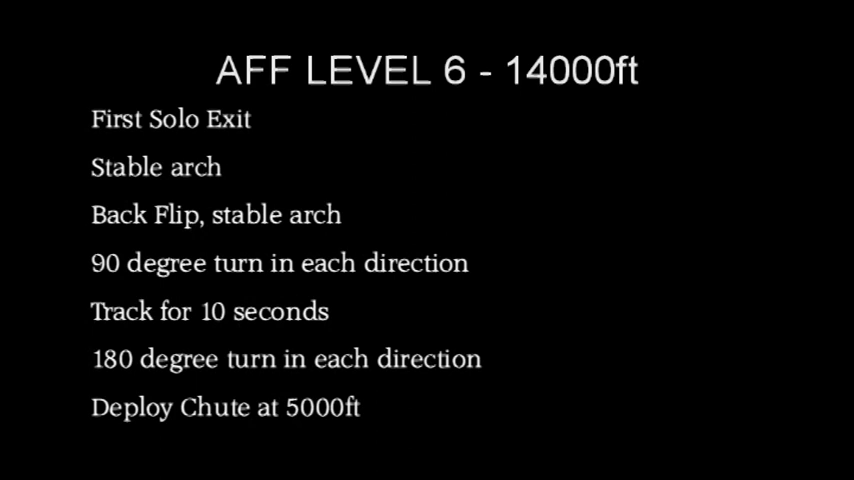 AFF LEVEL 6 - 14000ft
First Solo Exit
Stable arch
Back Flip, stable arch
90 degree turn in each direction
Track for 10 seconds
180 degree turn in each direction
Deploy Chute at 5000ft